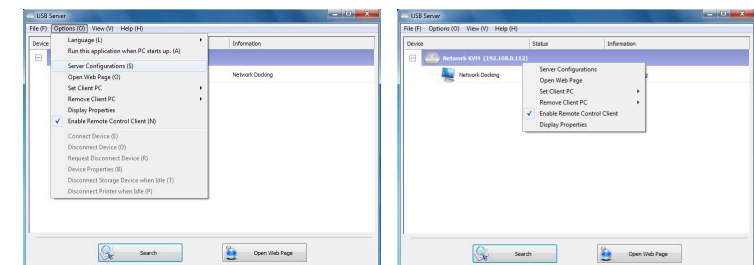 USB Server
File (F) Options (O) View (V) Help (H)
Device
Information
Language (L)
Run this application when PC starts up. (A)
Server Configurations (S)
Open Web Page (O)
Set Client PC
Remove Client PC
Display Properties
Enable Remote Control Client (N)
Connect Device (E)
Disconnect Device (D)
Request Disconnect Device (R)
Device Properties (B)
Disconnect Storage Device when Idle (T)
Disconnect Printer when Idle (P)
Network Docking
Search
Open Web Page
USB Server
File (F) Options (O) View (V) Help (H)
Device Status Information
Network KVM (192.168.0.112)
Network Docking
Server Configurations
Open Web Page
Set Client PC
Remove Client PC
Enable Remote Control Client
Display Properties
Search
Open Web Page